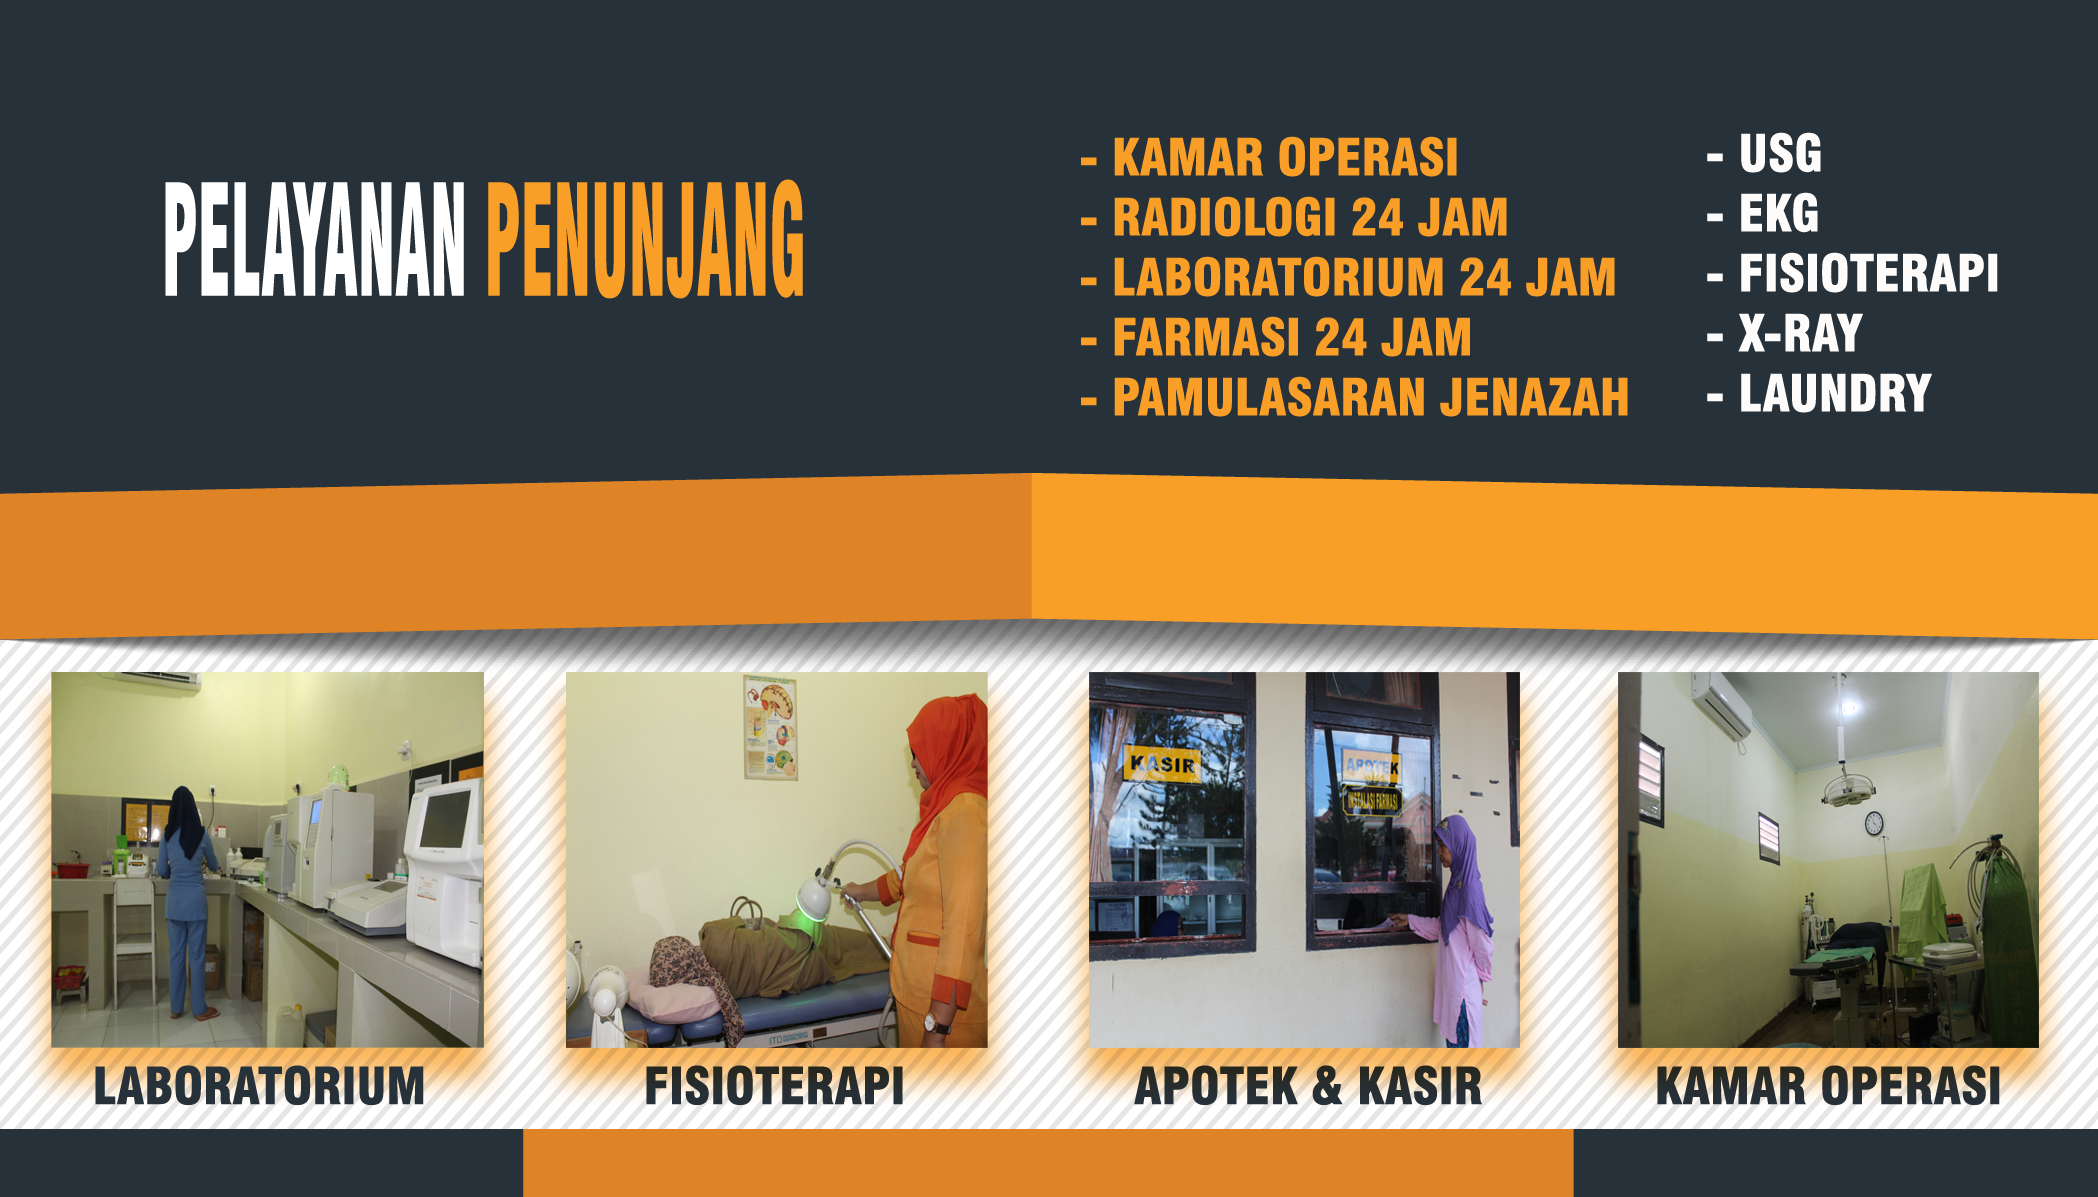 PELAYANAN PENUNJANG
- KAMAR OPERASI
- RADIOLOGI 24 JAM
- LABORATORIUM 24 JAM
- FARMASI 24 JAM
- PAMULASARAN JENAZAH
- USG
- EKG
- FISIOTERAPI
- X-RAY
- LAUNDRY
KASIR
APOTEK
INSTALASI FARMASI
ITO
LABORATORIUM
FISIOTERAPI
APOTEK & KASIR
KAMAR OPERASI